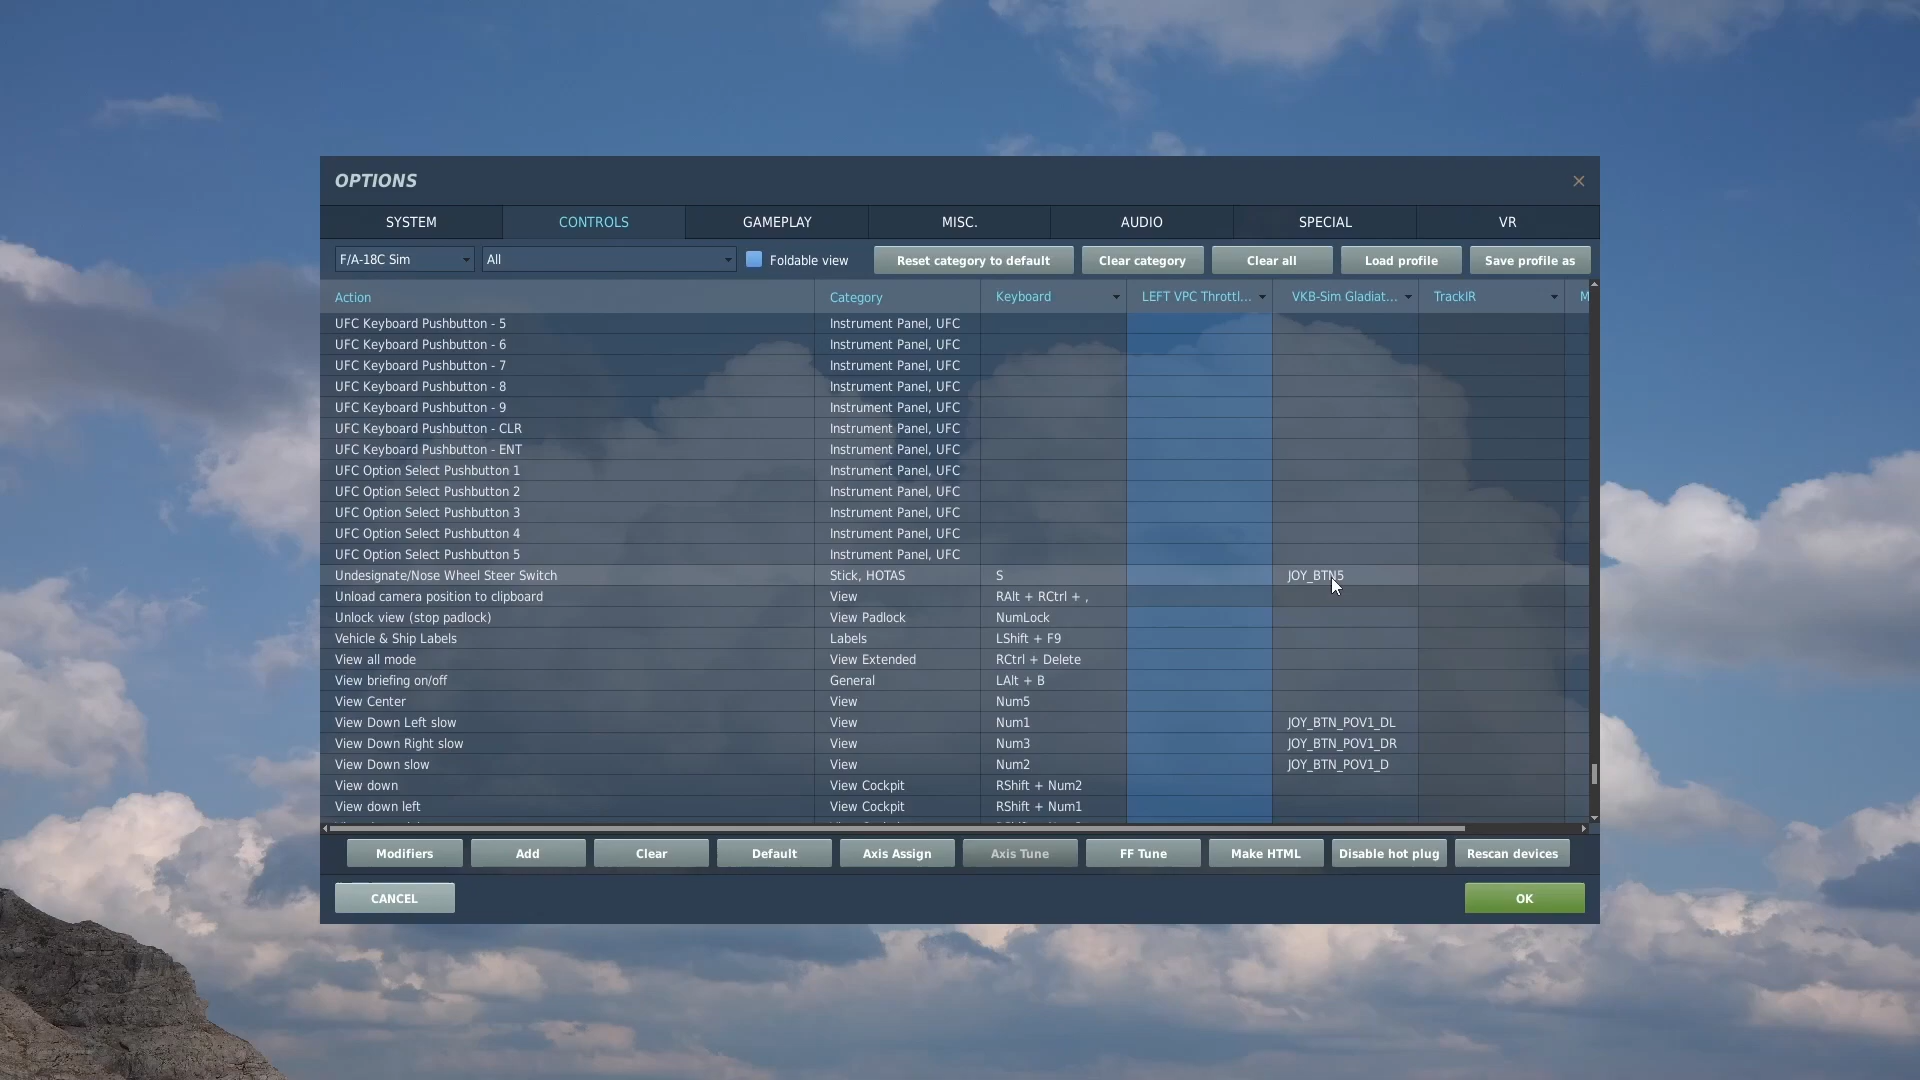 OPTIONS
SYSTEM CONTROLS GAMEPLAY MISC. AUDIO SPECIAL VR
F/A-18C Sim All Foldable view Reset category to default Clear category Clear all Load profile Save profile as
Action Category Keyboard LEFT VPC Throttl... VKB-Sim Gladiat... TrackIR M
UFC Keyboard Pushbutton - 5 Instrument Panel, UFC
UFC Keyboard Pushbutton - 6 Instrument Panel, UFC
UFC Keyboard Pushbutton - 7 Instrument Panel, UFC
UFC Keyboard Pushbutton - 8 Instrument Panel, UFC
UFC Keyboard Pushbutton - 9 Instrument Panel, UFC
UFC Keyboard Pushbutton - CLR Instrument Panel, UFC
UFC Keyboard Pushbutton - ENT Instrument Panel, UFC
UFC Option Select Pushbutton 1 Instrument Panel, UFC
UFC Option Select Pushbutton 2 Instrument Panel, UFC
UFC Option Select Pushbutton 3 Instrument Panel, UFC
UFC Option Select Pushbutton 4 Instrument Panel, UFC
UFC Option Select Pushbutton 5 Instrument Panel, UFC
Undesignate/Nose Wheel Steer Switch Stick, HOTAS S JOY_BTN5
Unload camera position to clipboard View RAlt + RCtrl + ,
Unlock view (stop padlock) View Padlock NumLock
Vehicle & Ship Labels Labels LShift + F9
View all mode View Extended RCtrl + Delete
View briefing on/off General LAlt + B
View Center View Num5
View Down Left slow View Num1 JOY_BTN_POV1_DL
View Down Right slow View Num3 JOY_BTN_POV1_DR
View Down slow View Num2 JOY_BTN_POV1_D
View down View Cockpit RShift + Num2
View down left View Cockpit RShift + Num1
Modifiers Add Clear Default Axis Assign Axis Tune FF Tune Make HTML Disable hot plug Rescan devices
CANCEL OK